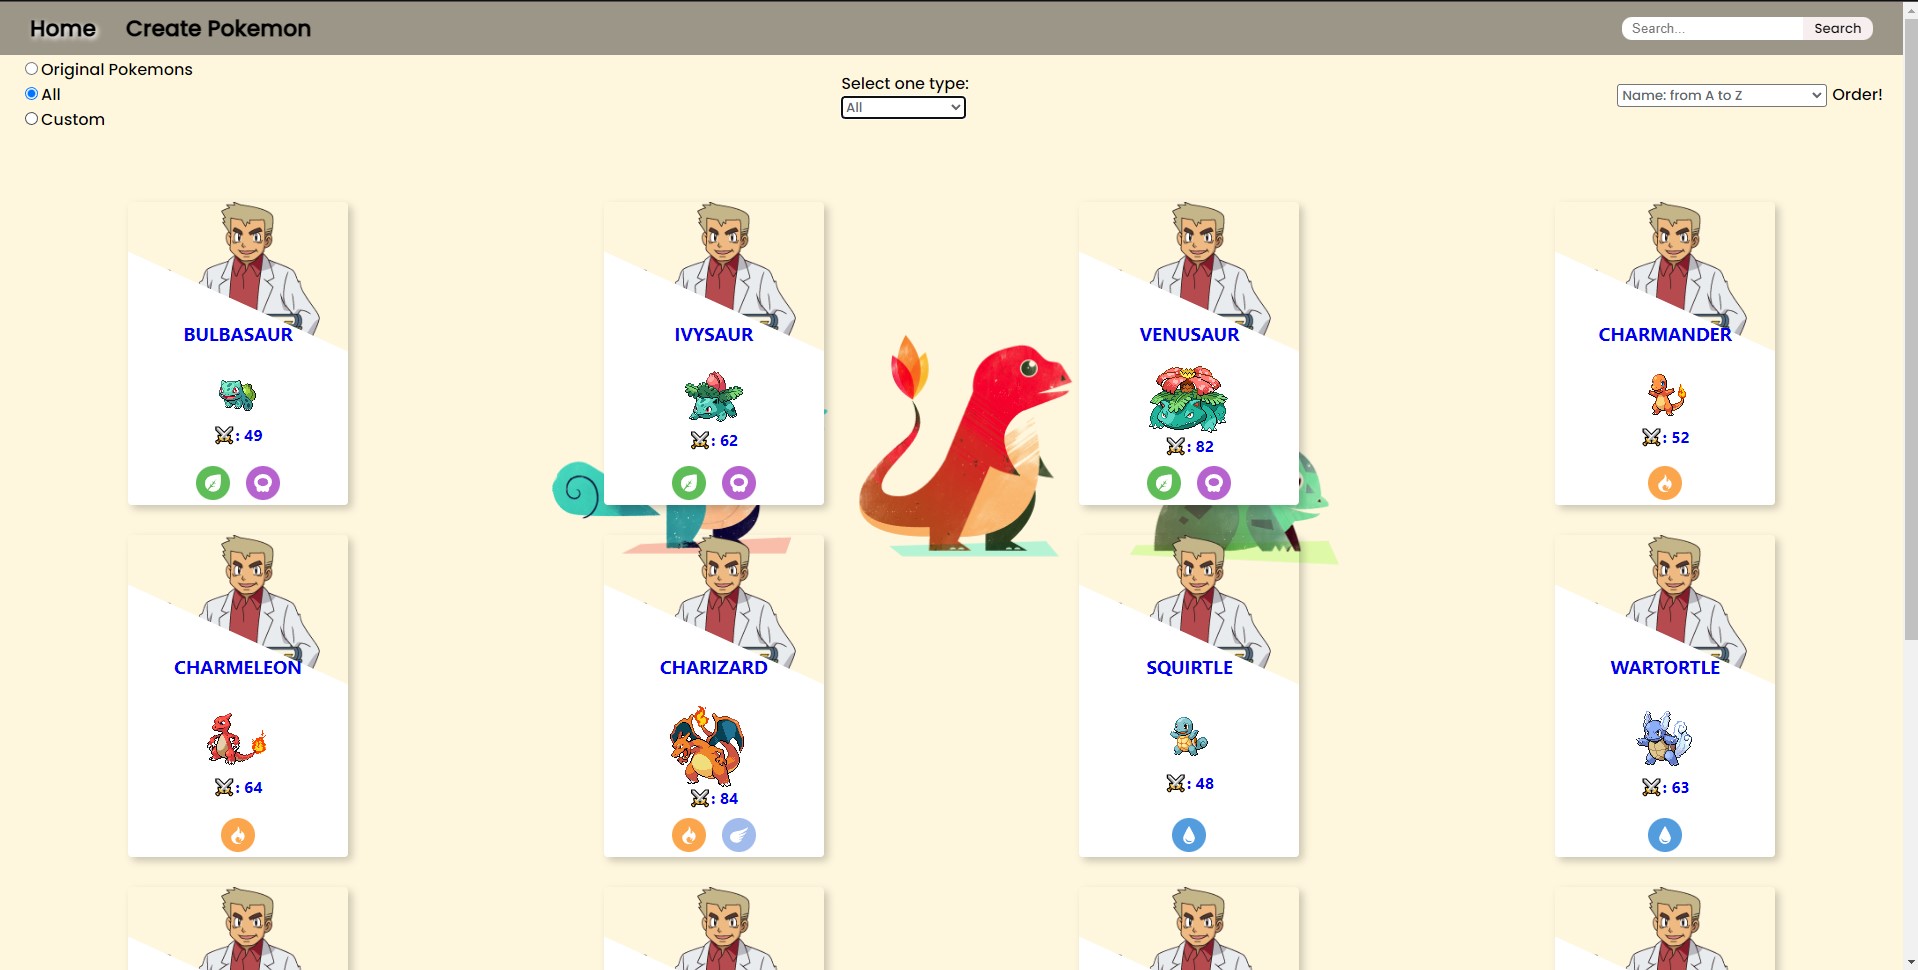 Home Create Pokemon Search... Search
Original Pokemons
All
Custom
Select one type:
All
Name: from A to Z Order!
BULBASAUR
: 49
IVYSAUR
: 62
VENUSAUR
: 82
CHARMANDER
: 52
CHARMELEON
: 64
CHARIZARD
: 84
SQUIRTLE
: 48
WARTORTLE
: 63